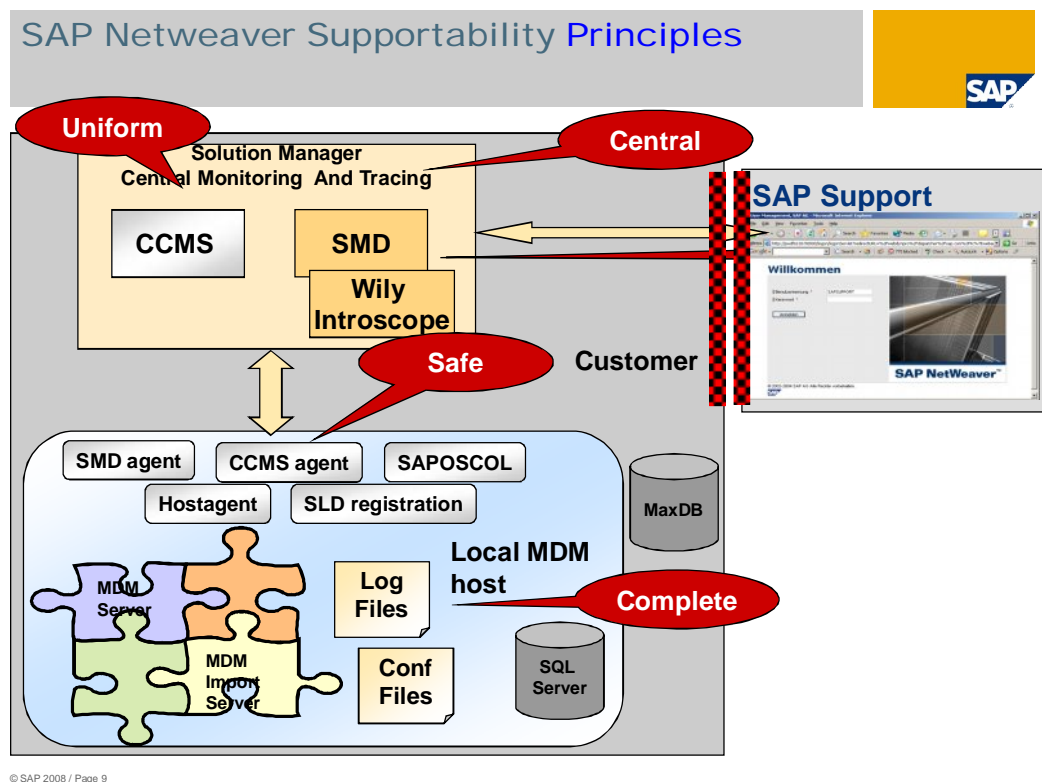 SAP Netweaver Supportability Principles
SAP
Uniform
Central
Solution Manager
Central Monitoring And Tracing
CCMS
SMD
Wily
Introscope
SAP Support
Willkommen
SAP NetWeaver
Safe
Customer
SMD agent
CCMS agent
SAPOSCOL
Hostagent
SLD registration
MaxDB
Local MDM
host
MDM
Server
Log
Files
Complete
MDM
Import
Server
Conf
Files
SQL
Server
© SAP 2008 / Page 9